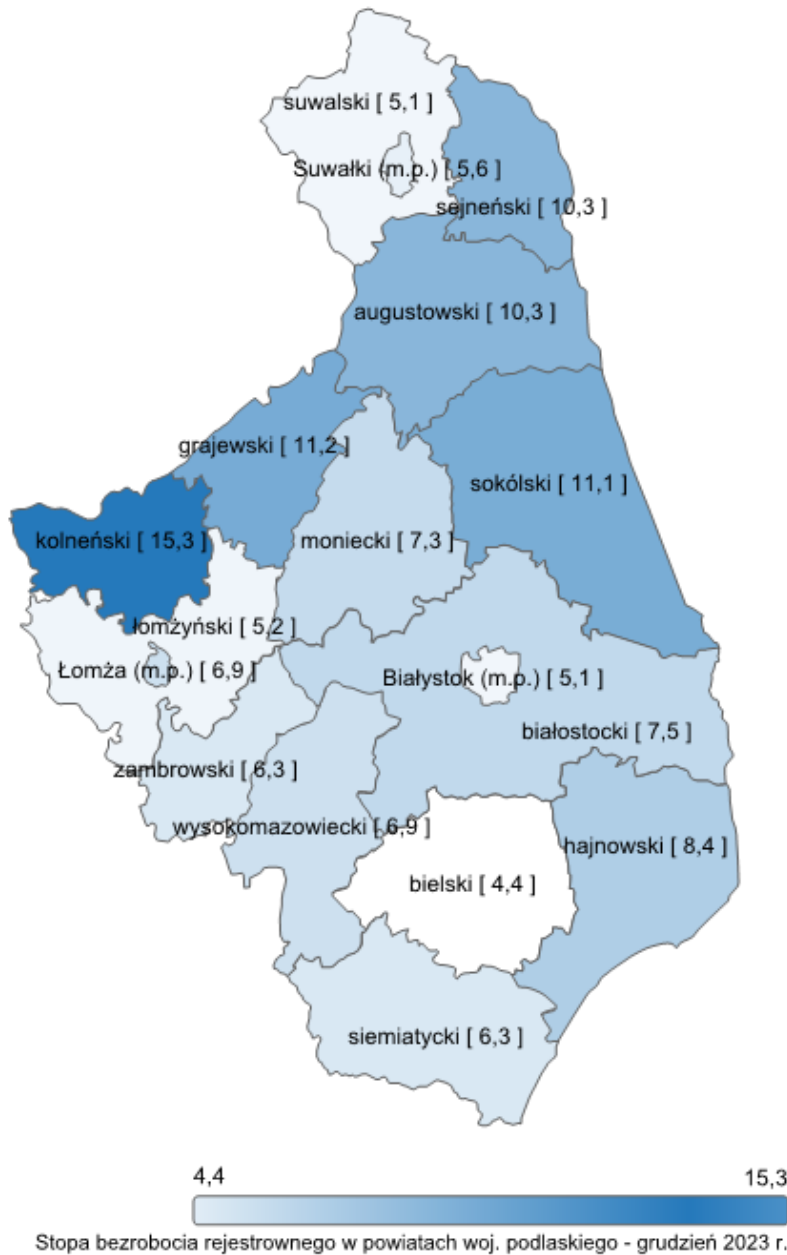 suwalski [ 5,1 ]
Suwałki (m.p.) [ 5,6 ]
sejneński [ 10,3 ]
augustowski [ 10,3 ]
grajewski [ 11,2 ]
sokólski [ 11,1 ]
kolneński [ 15,3 ]
moniecki [ 7,3 ]
łomżyński [ 5,2 ]
Łomża (m.p.) [ 6,9 ]
Białystok (m.p.) [ 5,1 ]
białostocki [ 7,5 ]
zambrowski [ 6,3 ]
wysokomazowiecki [ 6,9 ]
hajnowski [ 8,4 ]
bielski [ 4,4 ]
siemiatycki [ 6,3 ]
4,4 15,3
Stopa bezrobocia rejestrownego w powiatach woj. podlaskiego - grudzień 2023 r.